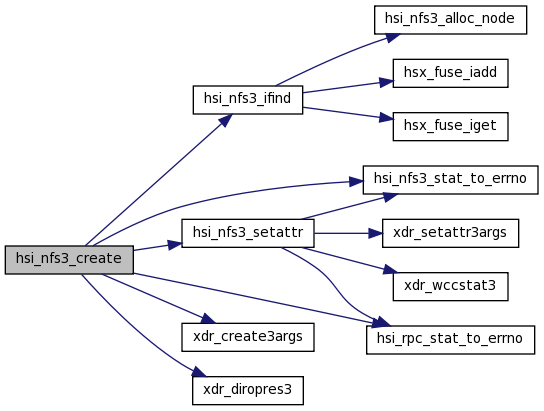 hsi_nfs3_alloc_node
hsx_fuse_iadd
hsi_nfs3_ifind
hsx_fuse_iget
hsi_nfs3_stat_to_errno
hsi_nfs3_setattr
xdr_setattr3args
hsi_nfs3_create
xdr_wccstat3
xdr_create3args
hsi_rpc_stat_to_errno
xdr_diropres3